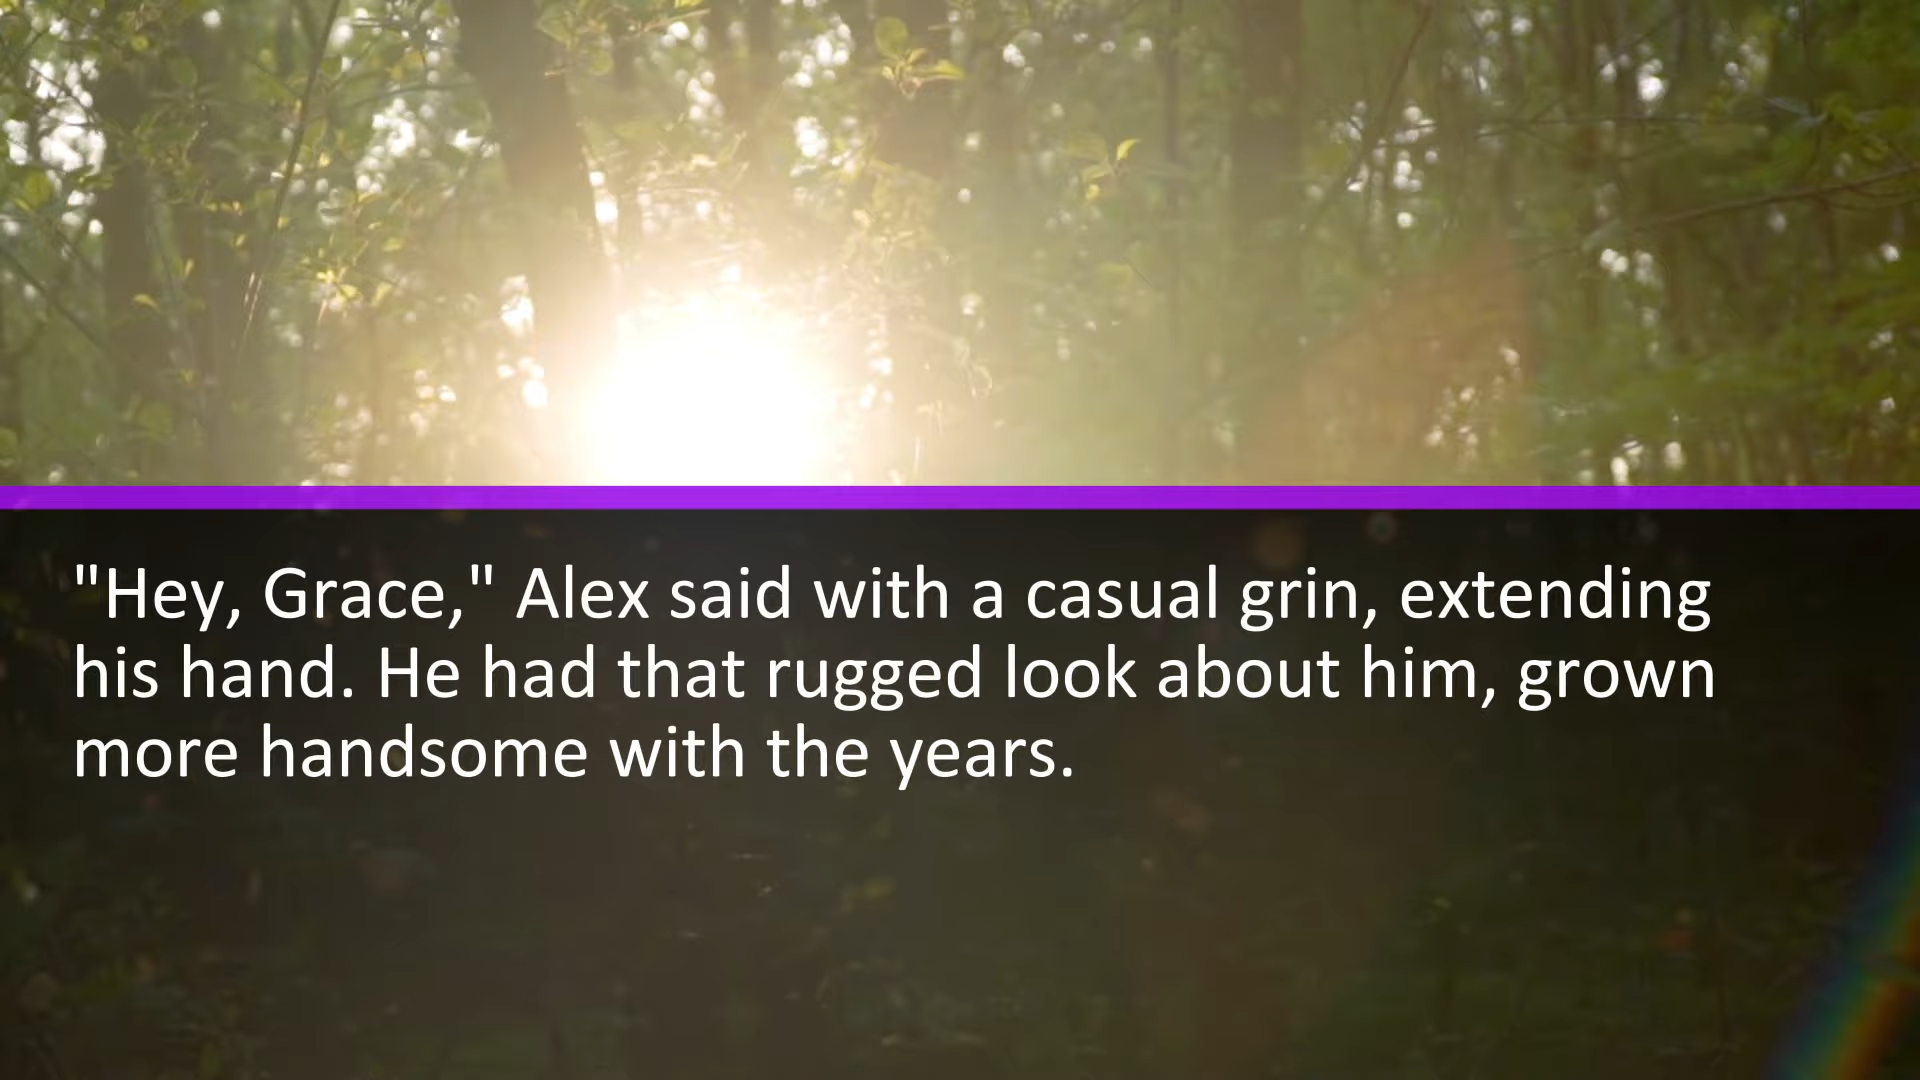 "Hey, Grace," Alex said with a casual grin, extending
his hand. He had that rugged look about him, grown
more handsome with the years.